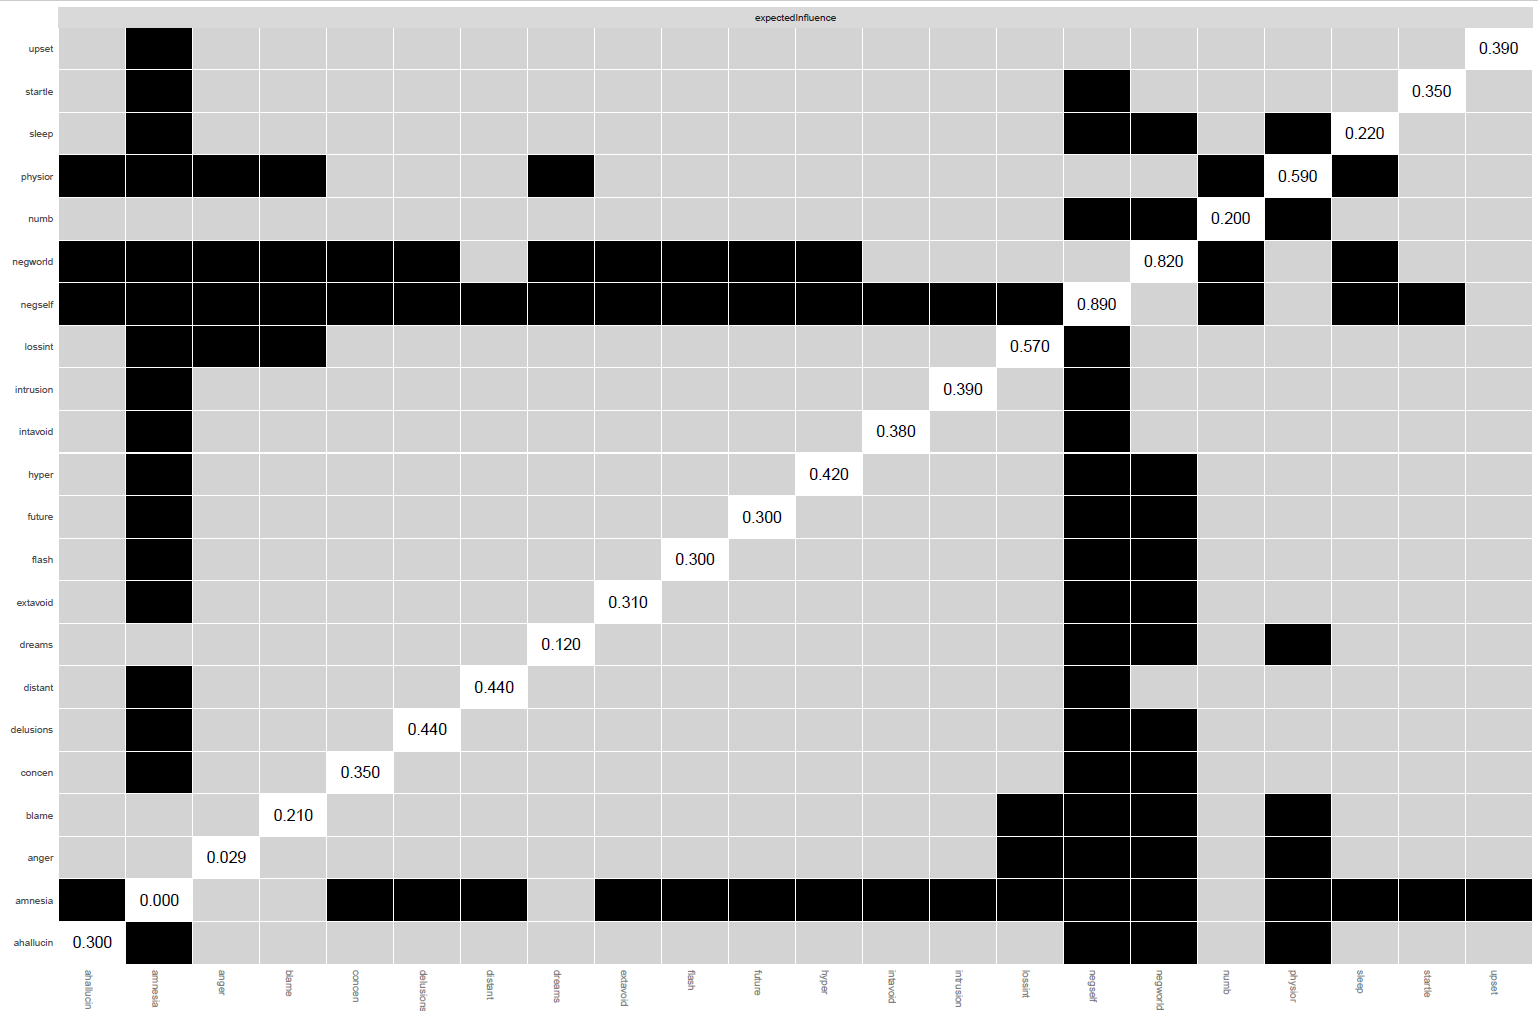 expectedInfluence
upset 0.390
startle 0.350
sleep 0.220
physior 0.590
numb 0.200
negworld 0.820
negself 0.890
lossint 0.570
intrusion 0.390
intavoid 0.380
hyper 0.420
future 0.300
flash 0.300
extavoid 0.310
dreams 0.120
distant 0.440
delusions 0.440
concen 0.350
blame 0.210
anger 0.029
amnesia 0.000
ahallucin 0.300
ahallucin amnesia anger blame concen delusions distant dreams extavoid flash future hyper intavoid intrusion lossint negself negworld numb physior sleep startle upset